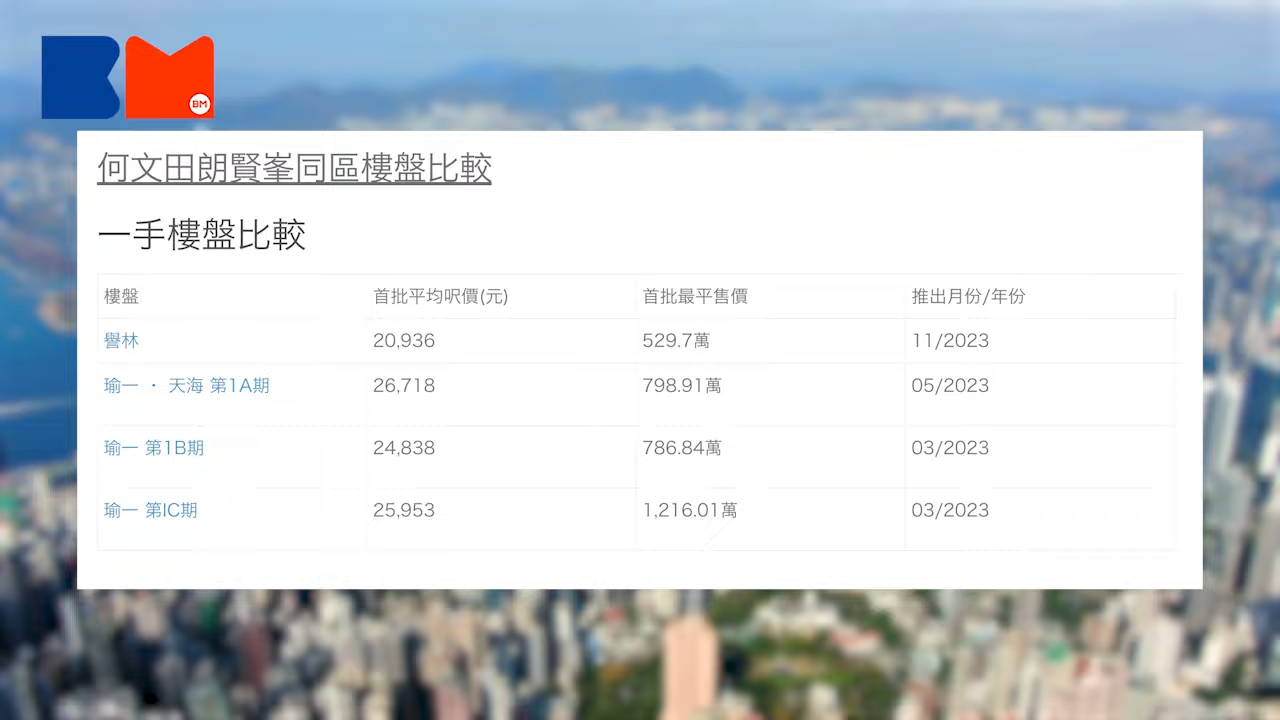 BM
BM
何文田朗賢峯同區樓盤比較
一手樓盤比較
樓盤 首批平均呎價(元) 首批最平售價 推出月份/年份
譽林 20,936 529.7萬 11/2023
瑜一 · 天海 第1A期 26,718 798.91萬 05/2023
瑜一 第1B期 24,838 786.84萬 03/2023
瑜一 第IC期 25,953 1,216.01萬 03/2023